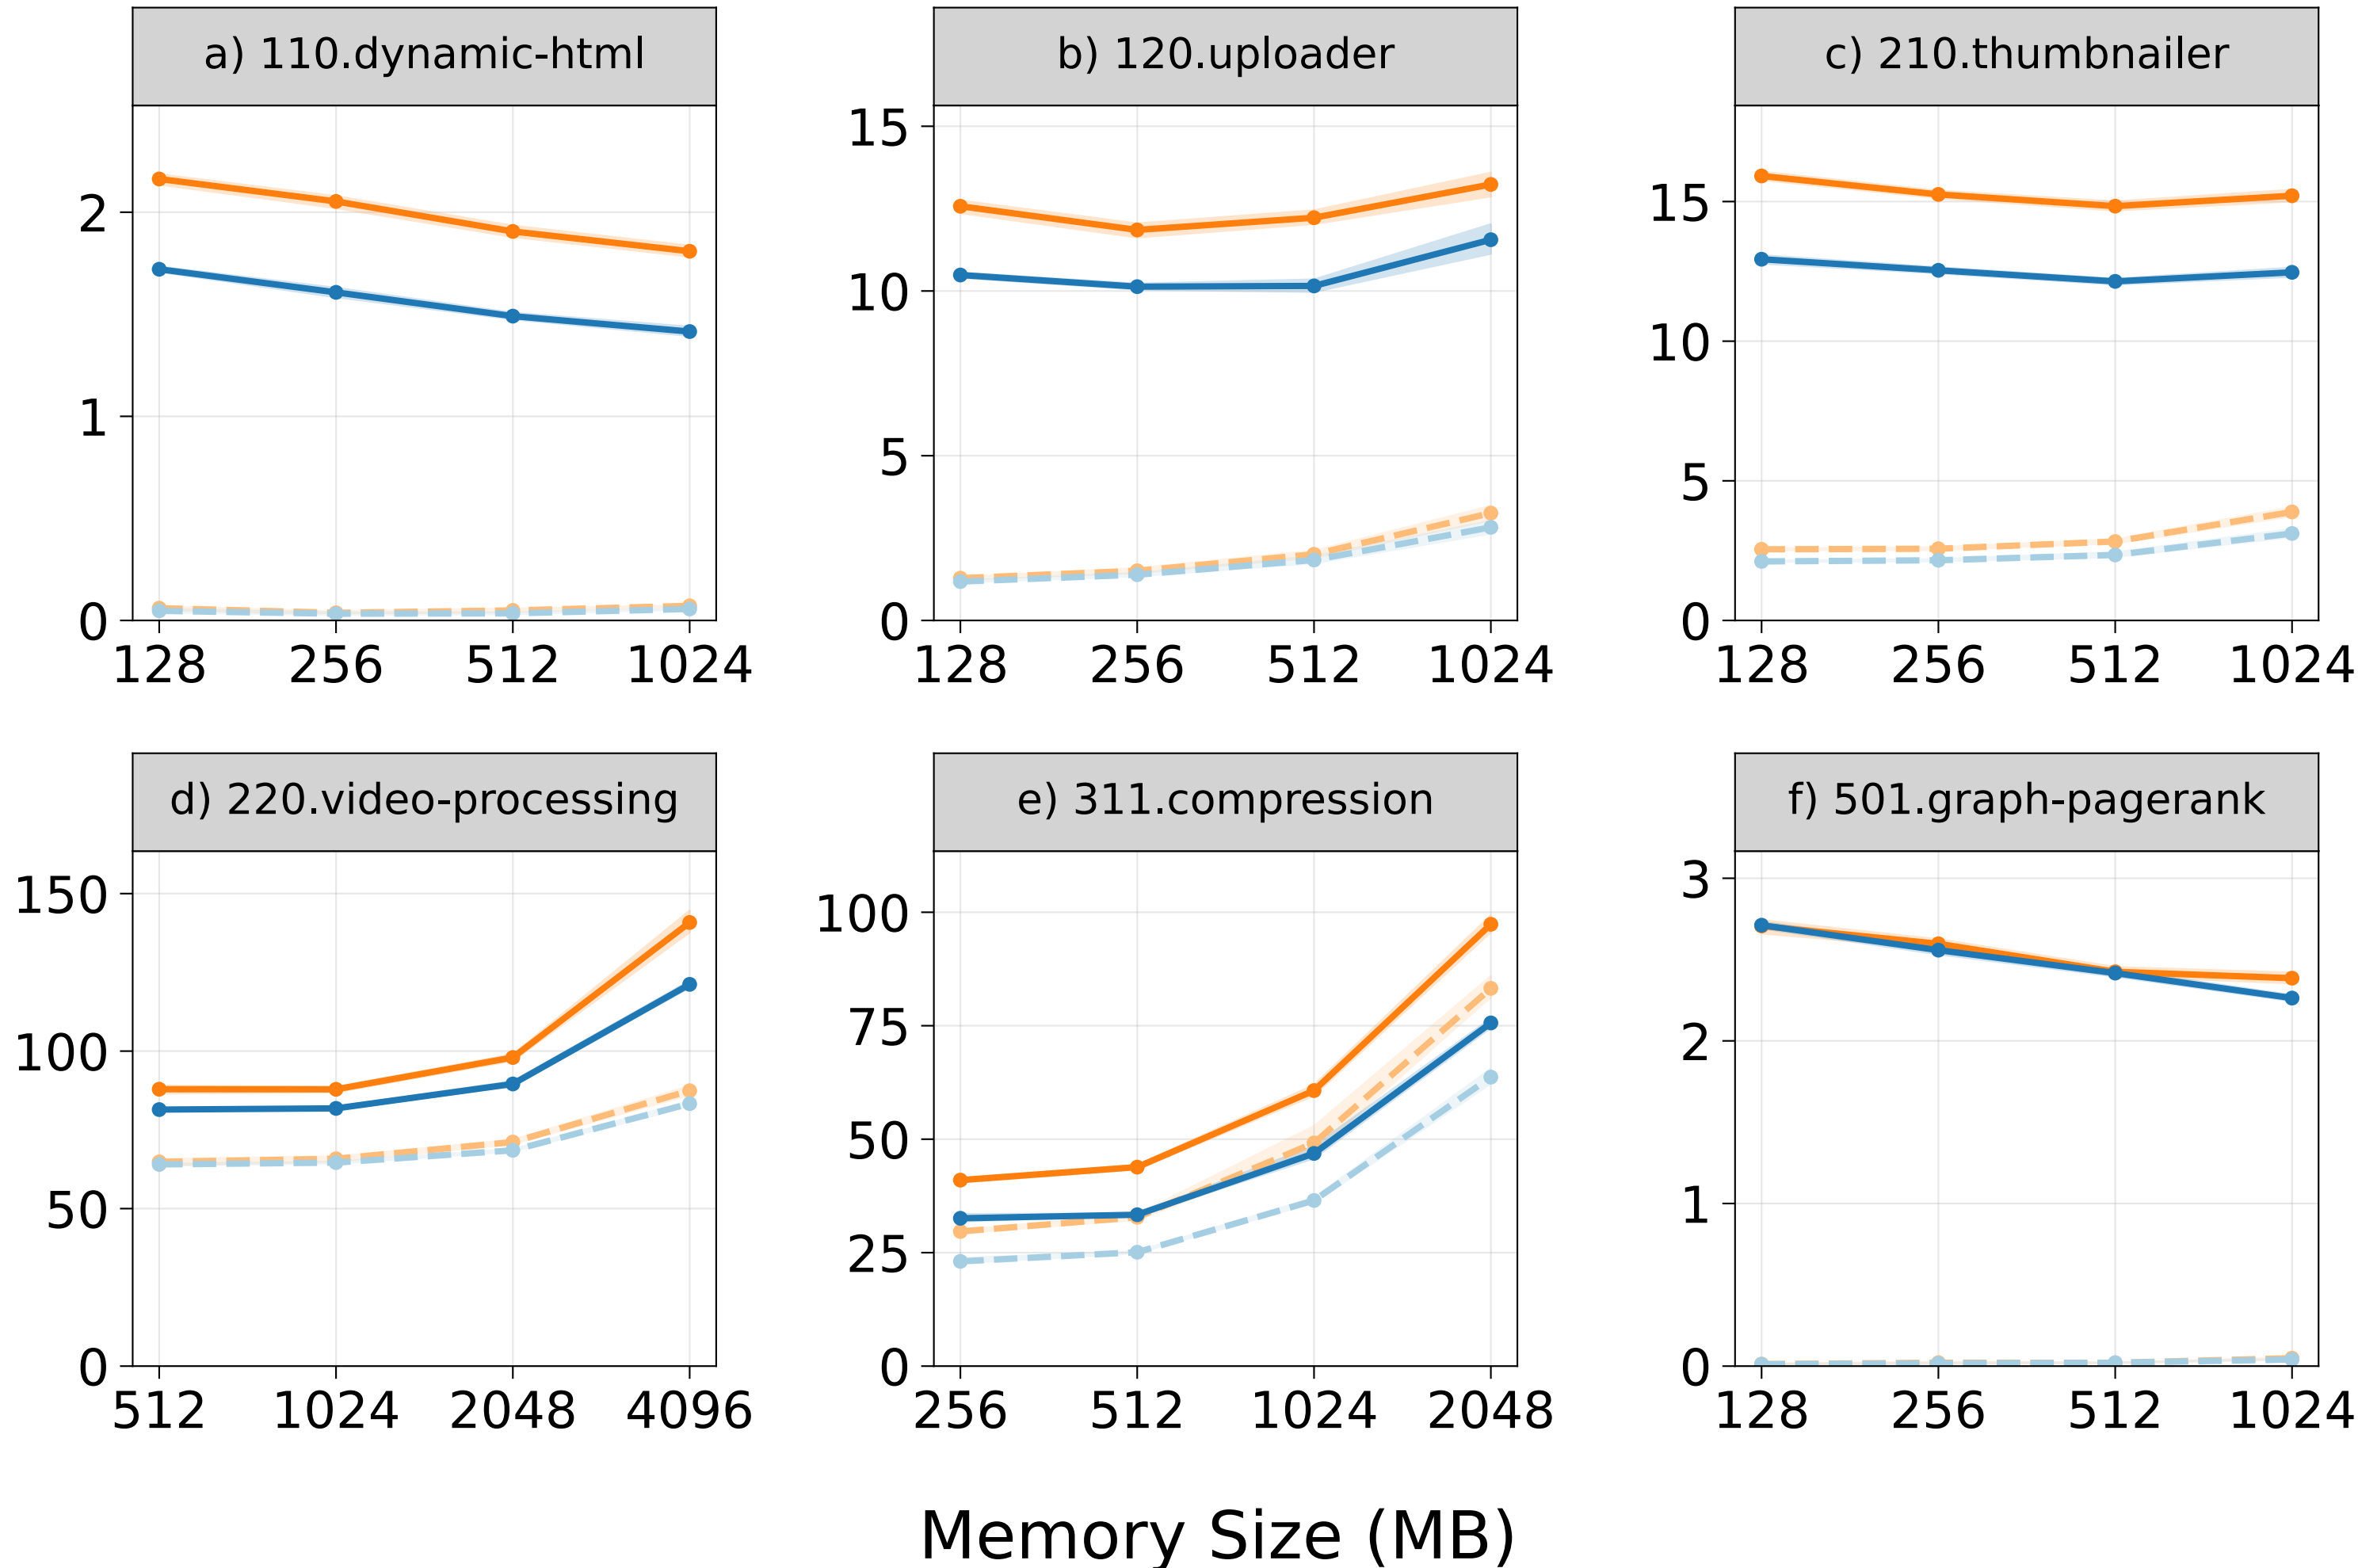 a) 110.dynamic-html
b) 120.uploader
c) 210.thumbnailer
2
1
0
128 256 512 1024
15
10
5
0
128 256 512 1024
15
10
5
0
128 256 512 1024
d) 220.video-processing
e) 311.compression
f) 501.graph-pagerank
150
100
50
0
512 1024 2048 4096
100
75
50
25
0
256 512 1024 2048
3
2
1
0
128 256 512 1024
Memory Size (MB)